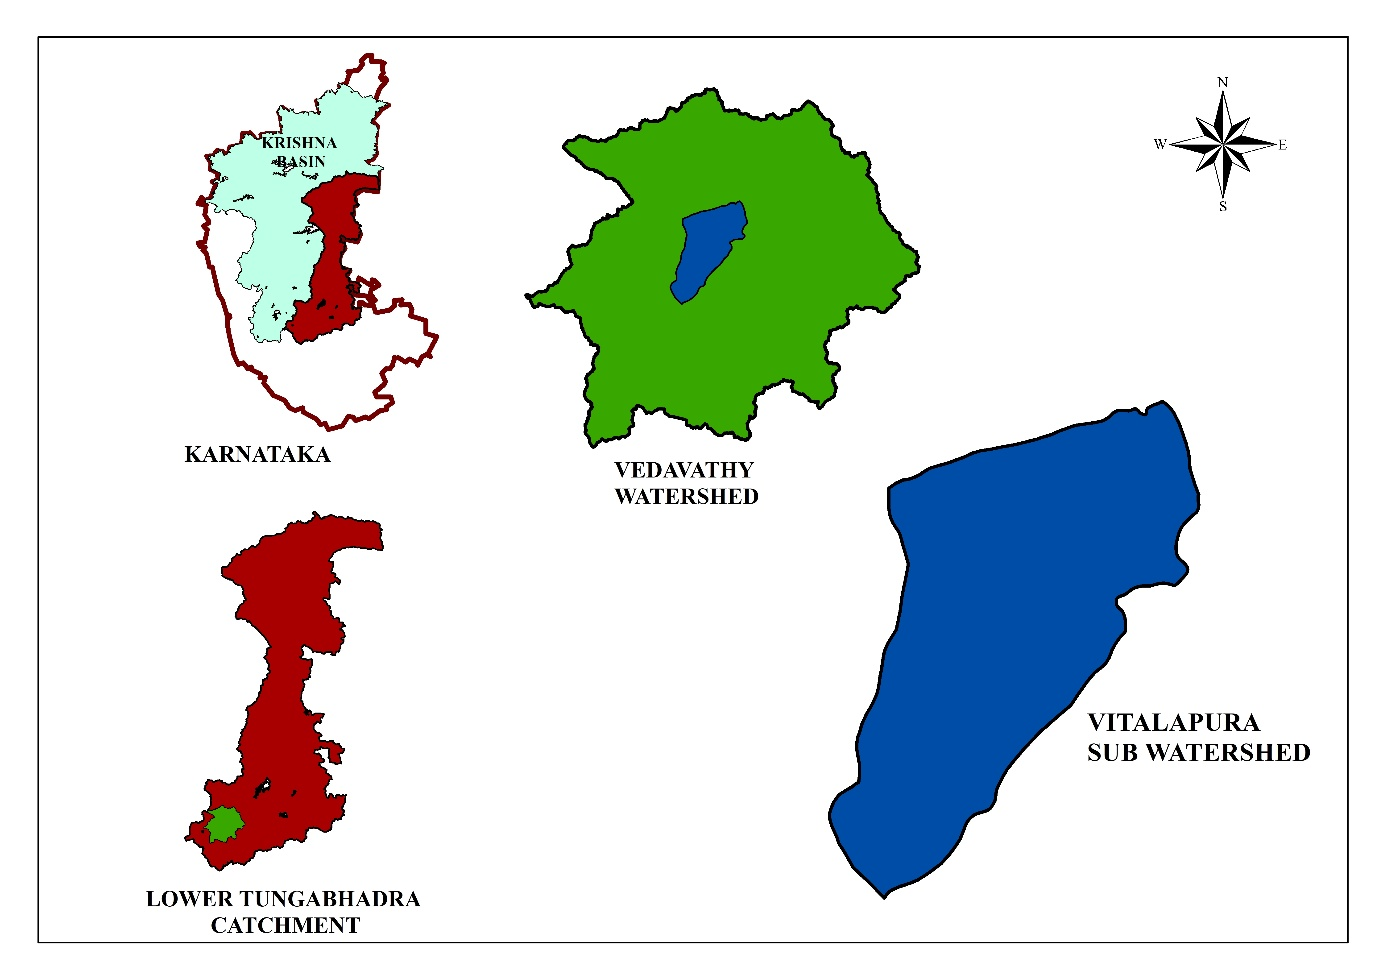 KRISHNA
BASIN
N
W
E
S
KARNATAKA
VEDAVATHY
WATERSHED
VITALAPURA
SUB WATERSHED
LOWER TUNGABHADRA
CATCHMENT